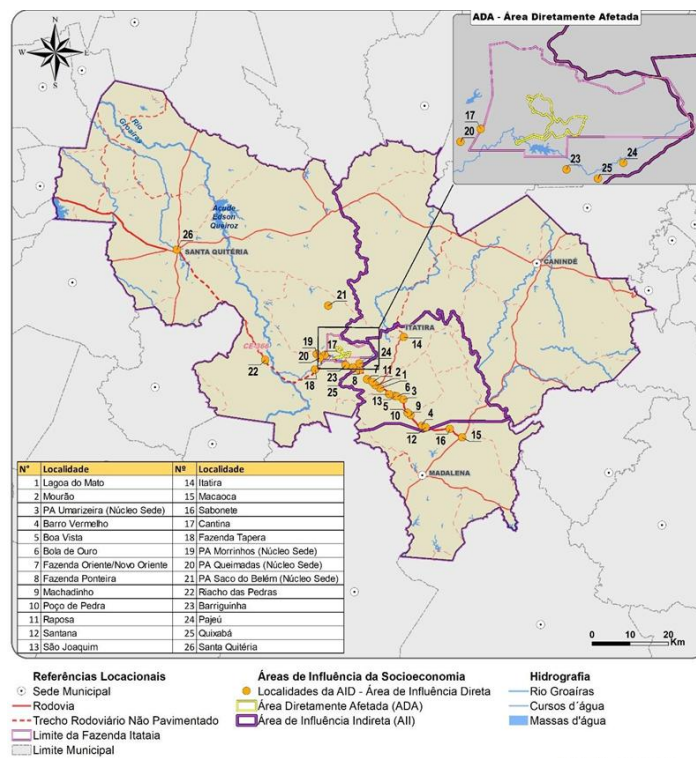 ADA - Área Diretamente Afetada
N
W
E
S
17
20
23
24
25
Rio Groaíras
Açude
Edson
Queiroz
26
SANTA QUITÉRIA
CANINDÉ
21
ITATIRA
14
19
20
17
24
22
18
23
25
7
8
11
2
1
6
3
13
5
9
10
4
12
16
15
MADALENA
N° Localidade Nº Localidade
1 Lagoa do Mato 14 Itatira
2 Mourão 15 Macaoca
3 PA Umarizeira (Núcleo Sede) 16 Sabonete
4 Barro Vermelho 17 Cantina
5 Boa Vista 18 Fazenda Tapera
6 Bola de Ouro 19 PA Morrinhos (Núcleo Sede)
7 Fazenda Oriente/Novo Oriente 20 PA Queimadas (Núcleo Sede)
8 Fazenda Ponteira 21 PA Saco do Belém (Núcleo Sede)
9 Machadinho 22 Riacho das Pedras
10 Poço de Pedra 23 Barriguinha
11 Raposa 24 Pajeú
12 Santana 25 Quixabá
13 São Joaquim 26 Santa Quitéria
0 10 20
Km
Referências Locacionais
Sede Municipal
Rodovia
Trecho Rodoviário Não Pavimentado
Limite da Fazenda Itataia
Limite Municipal
Áreas de Influência da Socioeconomia
Localidades da AID - Área de Influência Direta
Área Diretamente Afetada (ADA)
Área de Influência Indireta (AII)
Hidrografia
Rio Groaíras
Cursos d´água
Massas d'água